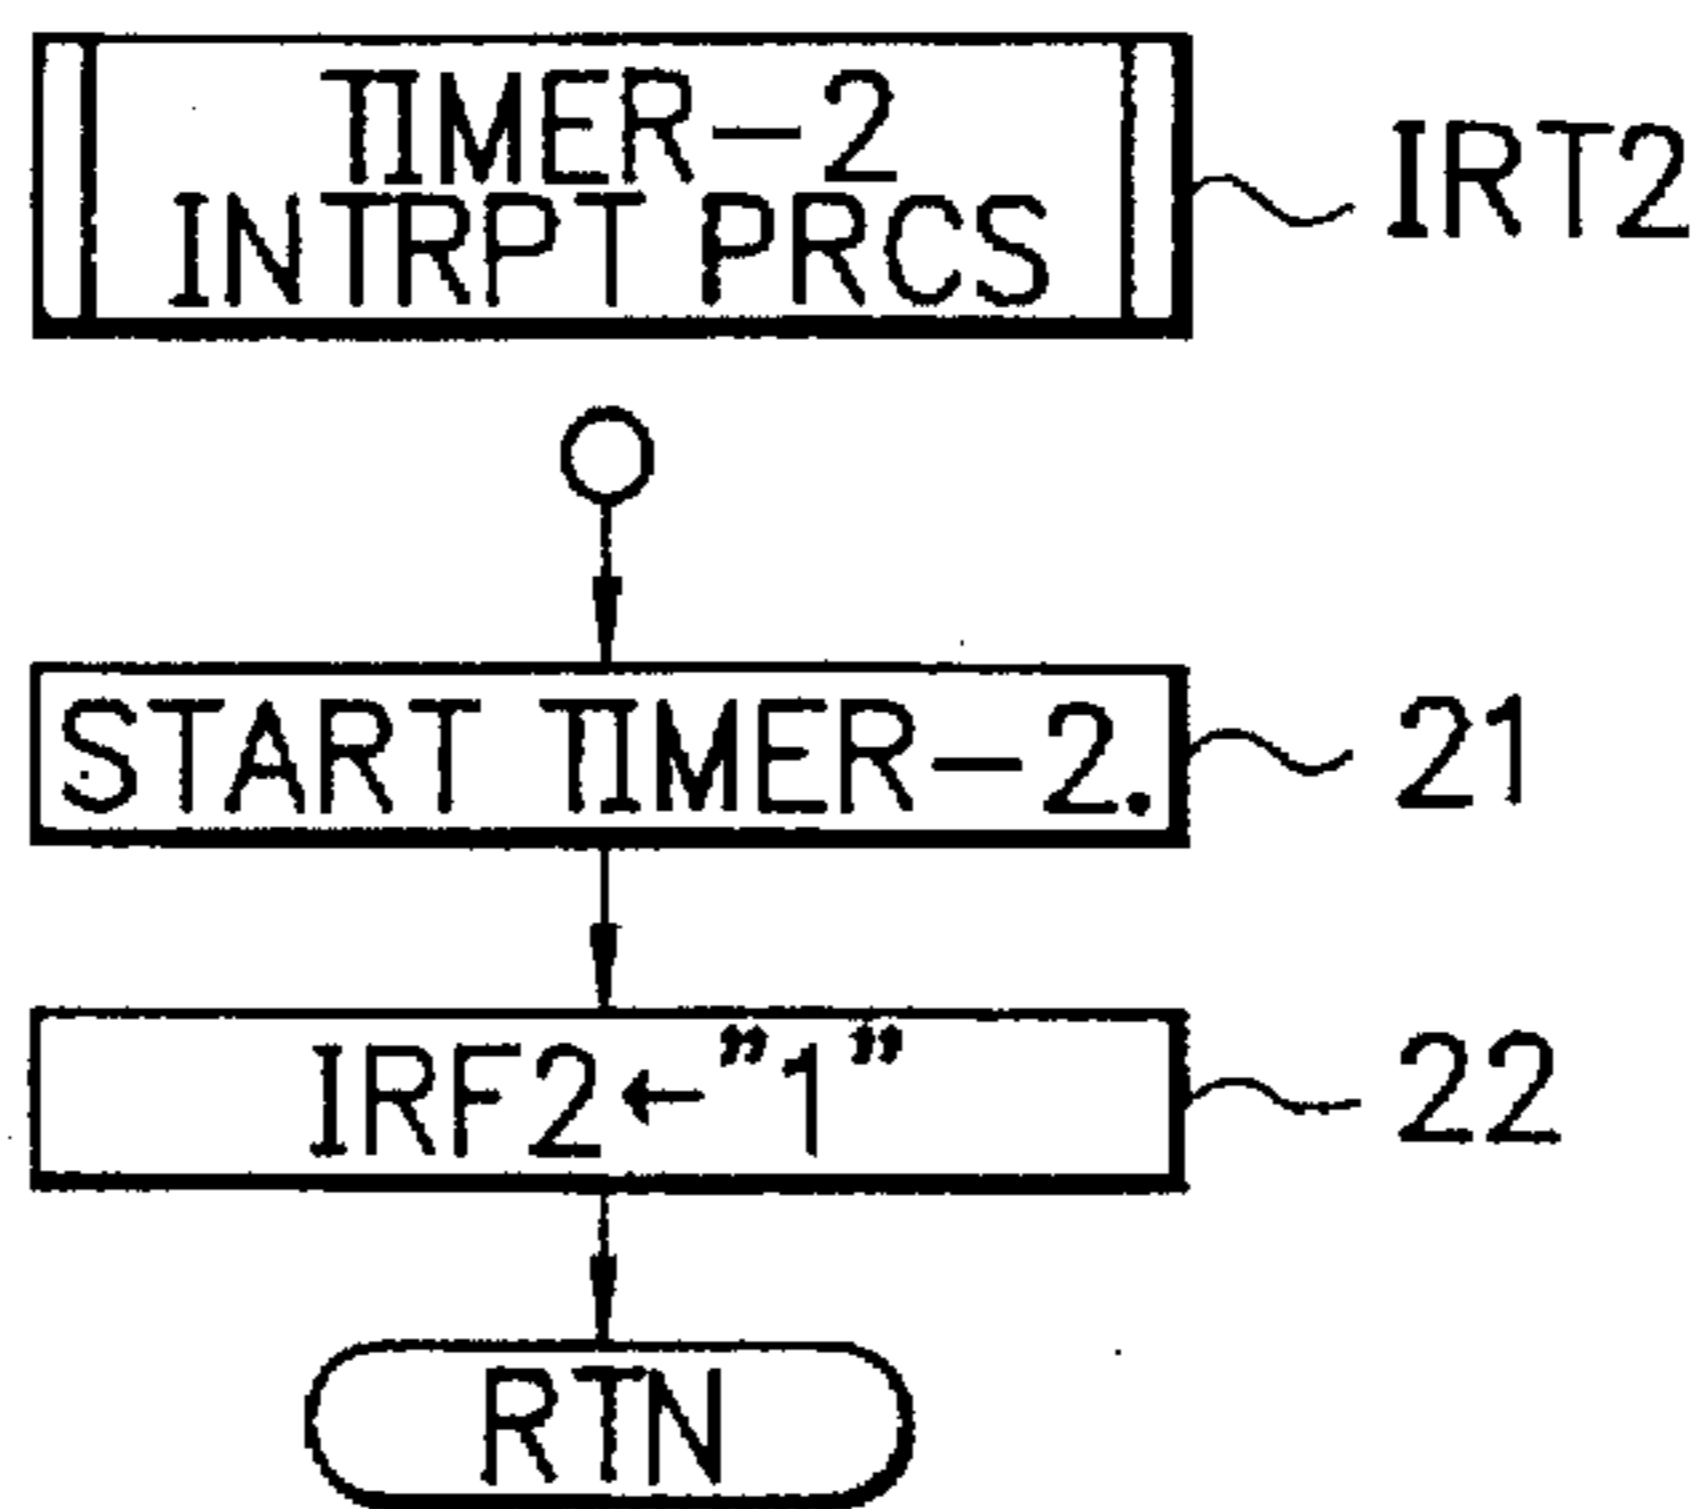 TIMER-2
INTRPT PRCS
IRT2
START TIMER-2.
21
IRF2←”1”
22
RTN